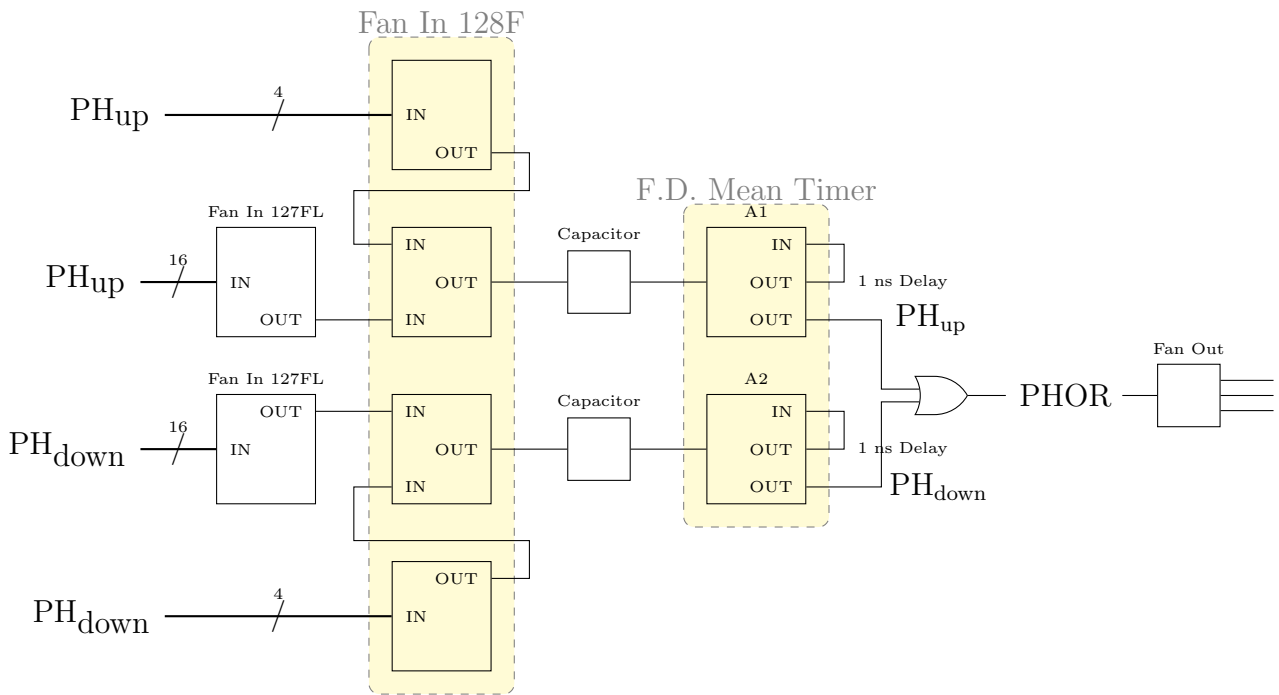 Fan In 128F
4
PHup
IN
OUT
F.D. Mean Timer
Fan In 127FL
16
PHup
IN
OUT
IN
OUT
IN
Capacitor
A1
IN
OUT
OUT
1 ns Delay
PHup
Fan In 127FL
16
PHdown
OUT
IN
IN
OUT
IN
Capacitor
A2
IN
OUT
OUT
1 ns Delay
PHdown
PHOR
Fan Out
4
PHdown
OUT
IN